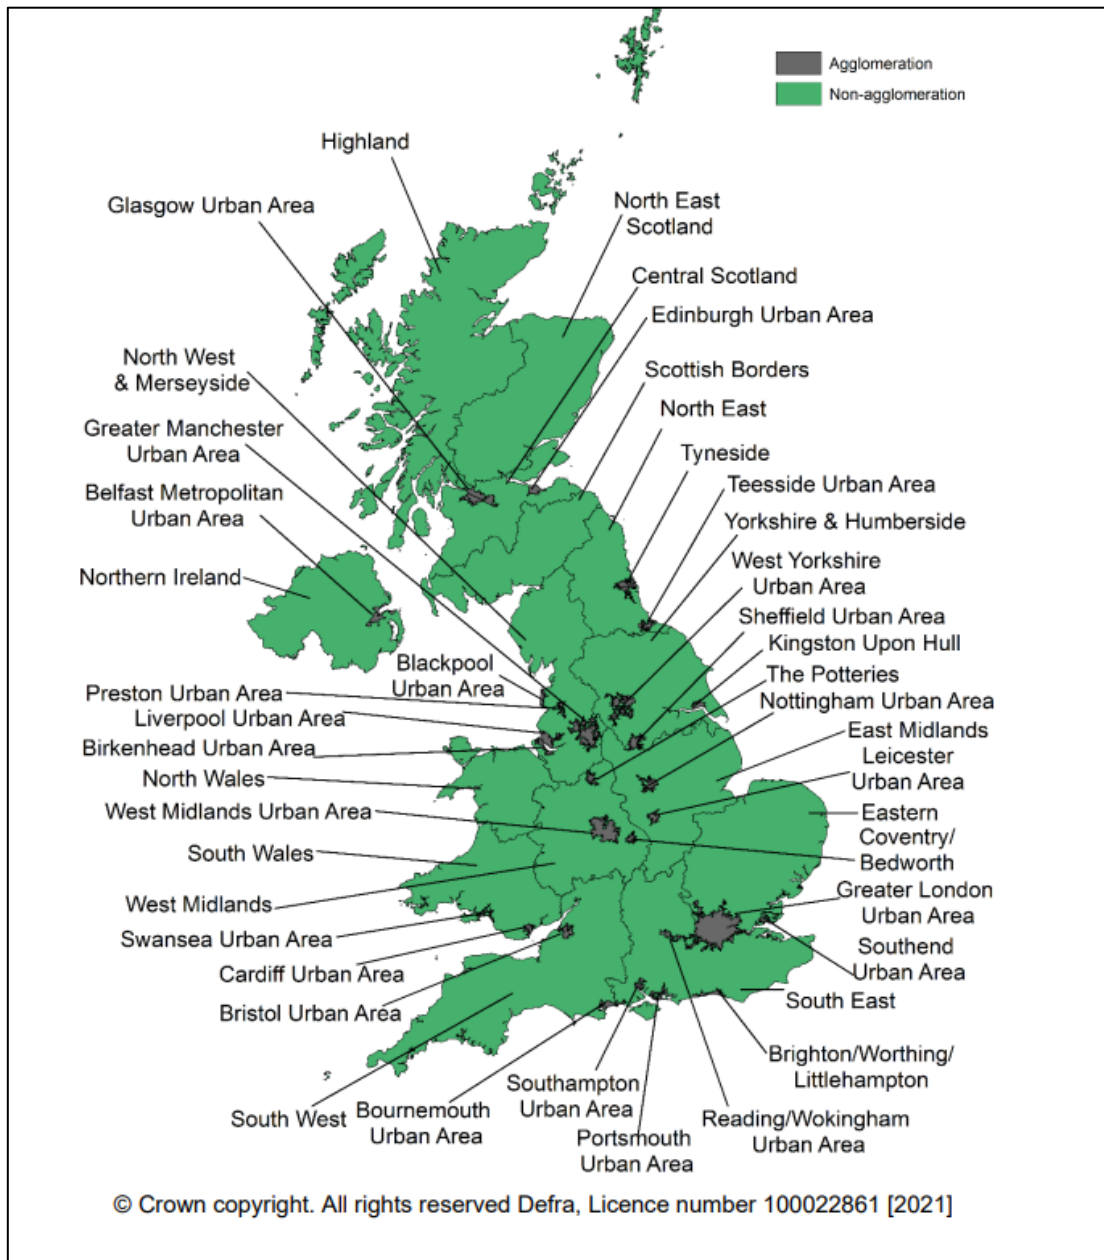 Agglomeration
Non-agglomeration
Highland
Glasgow Urban Area
North East
Scotland
Central Scotland
Edinburgh Urban Area
North West
& Merseyside
Scottish Borders
North East
Greater Manchester
Urban Area
Tyneside
Belfast Metropolitan
Urban Area
Teesside Urban Area
Yorkshire & Humberside
West Yorkshire
Urban Area
Northern Ireland
Sheffield Urban Area
Kingston Upon Hull
Blackpool
Urban Area
The Potteries
Preston Urban Area
Nottingham Urban Area
Liverpool Urban Area
East Midlands
Birkenhead Urban Area
Leicester
Urban Area
North Wales
West Midlands Urban Area
Eastern
Coventry/
Bedworth
South Wales
Greater London
Urban Area
West Midlands
Swansea Urban Area
Southend
Urban Area
Cardiff Urban Area
South East
Bristol Urban Area
Brighton/Worthing/
Littlehampton
Southampton
Urban Area
South West
Bournemouth
Urban Area
Reading/Wokingham
Urban Area
Portsmouth
Urban Area
© Crown copyright. All rights reserved Defra, Licence number 100022861 [2021]